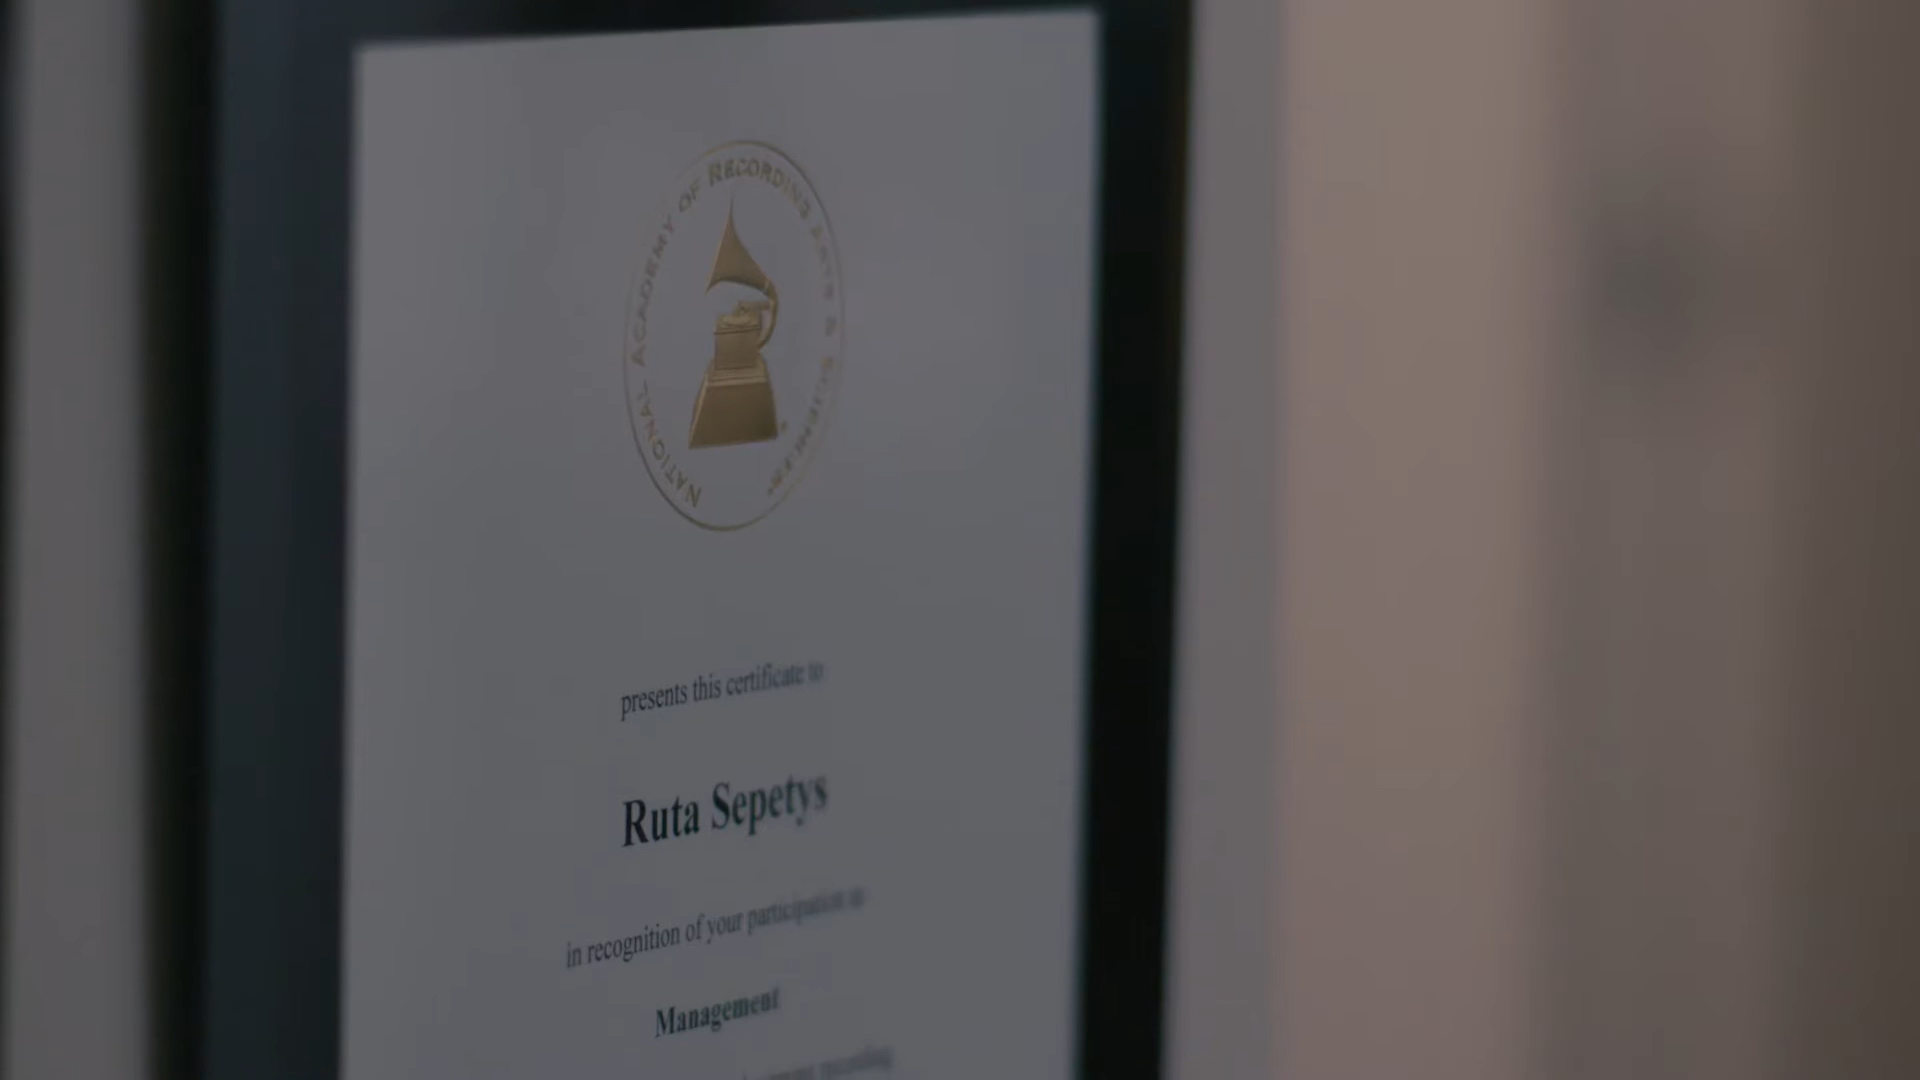 NATIONAL ACADEMY OF RECORDING ARTS & SCIENCES
presents this certificate to
Ruta Sepetys
in recognition of your participation in
Management
recording